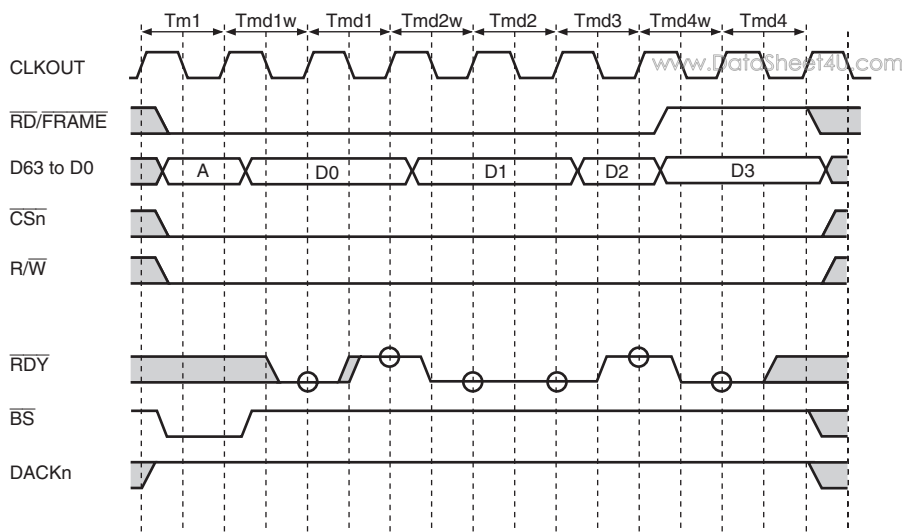 Tm1 Tmd1w Tmd1 Tmd2w Tmd2 Tmd3 Tmd4w Tmd4
CLKOUT
www.DataSheet4U.com
RD/FRAME
D63 to D0 A D0 D1 D2 D3
CSn
R/W
RDY
BS
DACKn